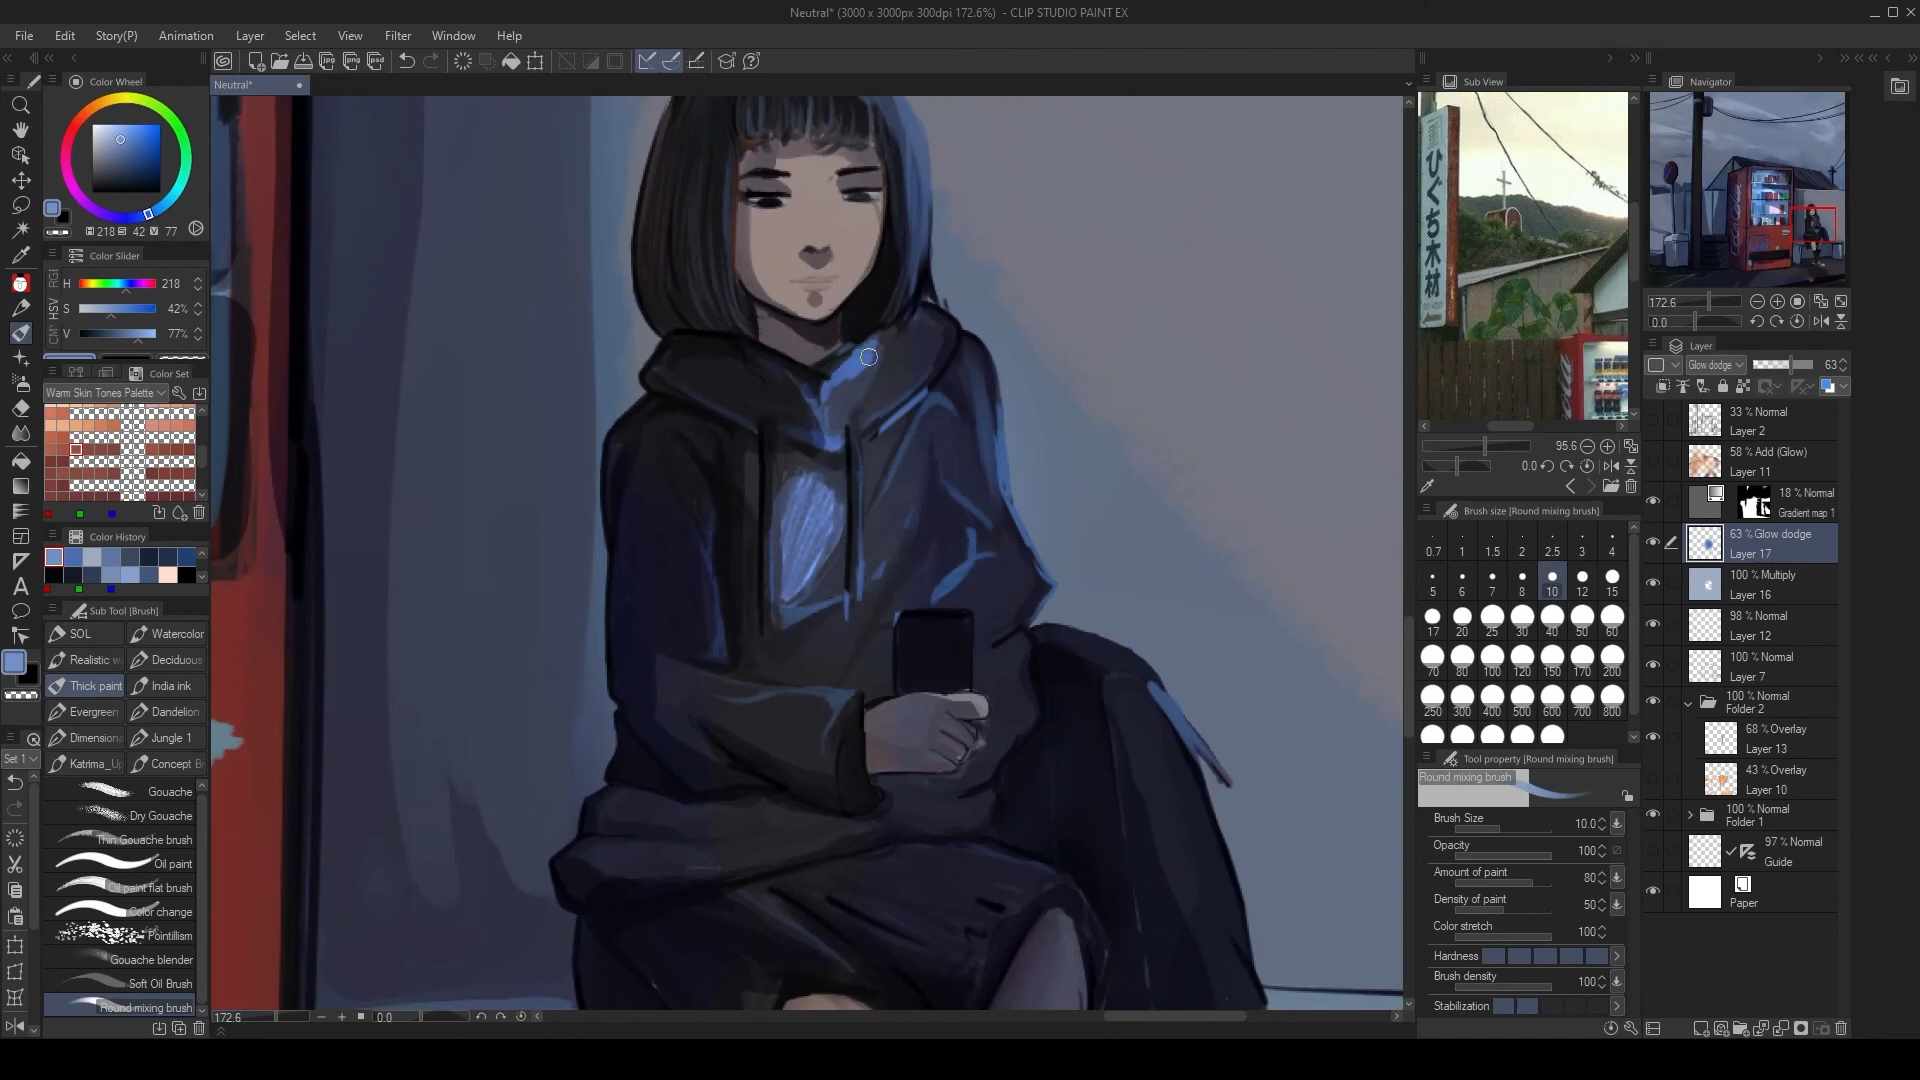 Neutral* (3000 x 3000px 300dpi 172.6%) - CLIP STUDIO PAINT EX
File Edit Story(P) Animation Layer Select View Filter Window Help
Neutral*
Color Wheel
218 42 77
Color Slider
H 218
S 42%
V 77%
RGB
HSV
Color Set
Warm Skin Tones Palette
Color History
Sub Tool [Brush]
SOL Watercolor
Realistic Deciduous
Thick paint India ink
Evergreen Dandelion
Dimension Jungle 1
Katrima_Up Concept B
Set 1
Gouache
Dry Gouache
Thin Gouache brush
Oil paint
Oil paint flat brush
Color change
Pointillism
Gouache blender
Soft Oil Brush
Round mixing brush
172.6 0.0
Sub View
ひぐち木材
95.6
0.0
Brush size [Round mixing brush]
0.7 1 1.5 2 2.5 3 4
5 6 7 8 10 12 15
17 20 25 30 40 50 60
70 80 100 120 150 170 200
250 300 400 500 600 700 800
Tool property [Round mixing brush]
Round mixing brush
Brush Size 10.0
Opacity 100
Amount of paint 80
Density of paint 50
Color stretch 100
Hardness
Brush density 100
Stabilization
Navigator
172.6
0.0
Layer
Glow dodge 63
33 % Normal
Layer 2
58 % Add (Glow)
Layer 11
18 % Normal
Gradient map 1
63 % Glow dodge
Layer 17
100 % Multiply
Layer 16
98 % Normal
Layer 12
100 % Normal
Layer 7
100 % Normal
Folder 2
68 % Overlay
Layer 13
43 % Overlay
Layer 10
100 % Normal
Folder 1
97 % Normal
Guide
Paper